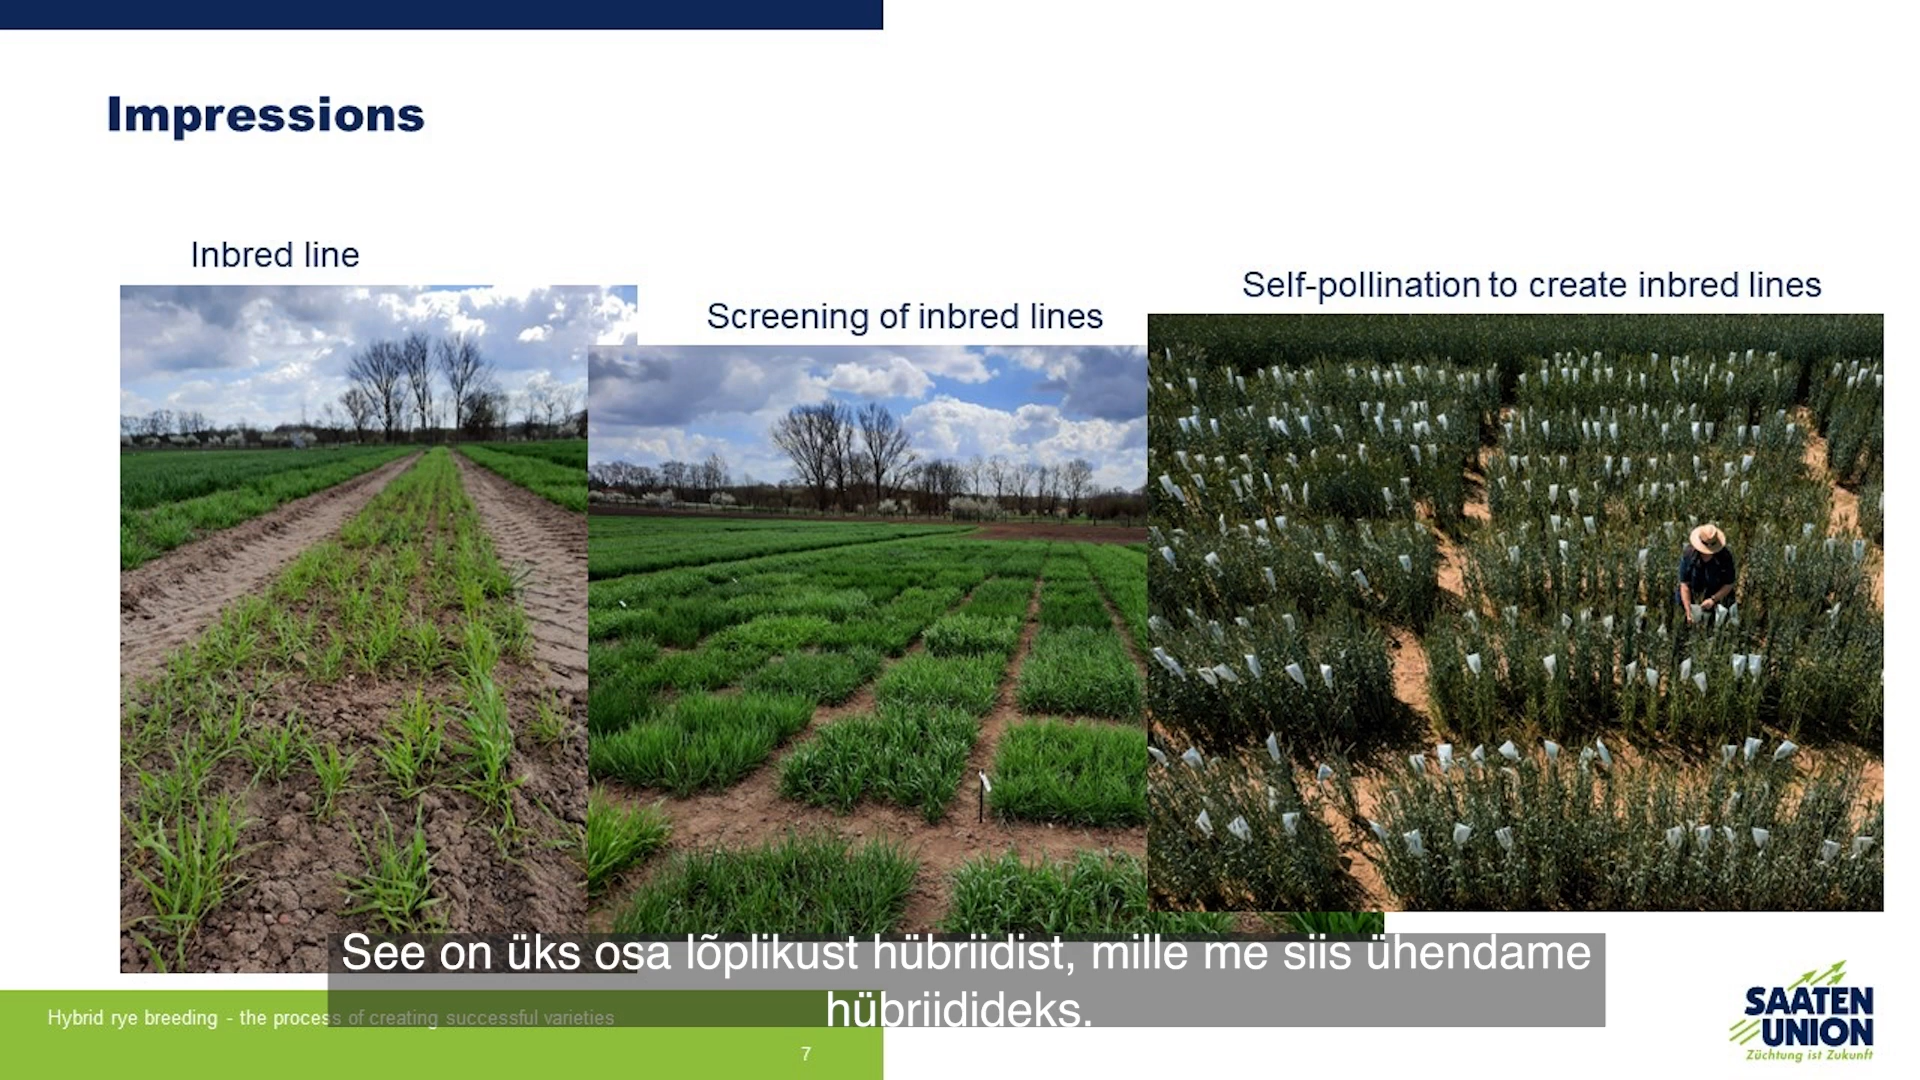 Impressions
Inbred line
Screening of inbred lines
Self-pollination to create inbred lines
See on üks osa lõplikust hübriidist, mille me siis ühendame
hübriidideks.
Hybrid rye breeding - the process of creating successful varieties
7
SAATEN
UNION
Züchtung ist Zukunft